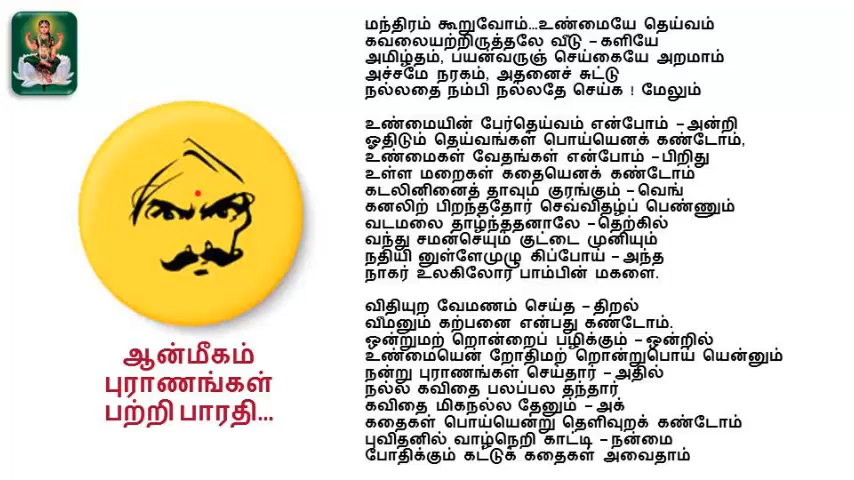 மந்திரம் கூறுவோம்...உண்மையே தெய்வம்
கவலையற்றிருத்தலே வீடு – களியே
அமிழ்தம், பயன்வருஞ் செய்கையே அறமாம்
அச்சமே நரகம், அதனைச் சுட்டு
நல்லதை நம்பி நல்லதே செய்க ! மேலும்
உண்மையின் பேர்தெய்வம் என்போம் – அன்றி
ஓதிடும் தெய்வங்கள் பொய்யெனக் கண்டோம்,
உண்மைகள் வேதங்கள் என்போம் – பிறிது
உள்ள மறைகள் கதையெனக் கண்டோம்
கடலினினைத் தாவும் குரங்கும் – வெங்
கனலிற் பிறந்ததோர் செவ்விதழ்ப் பெண்ணும்
வடமலை தாழ்ந்ததனாலே – தெற்கில்
வந்து சமன்செயும் குட்டை முனியும்
நதியி னுள்ளேமுழு கிப்போய் – அந்த
நாகர் உலகிலோர் பாம்பின் மகளை.
விதியுற வேமணம் செய்த – திறல்
வீமனும் கற்பனை என்பது கண்டோம்.
ஒன்றுமற் றொன்றைப் பழிக்கும் – ஒன்றில்
உண்மையென் றோதிமற் றொன்றுபொய் யென்னும்
நன்று புராணங்கள் செய்தார் – அதில்
நல்ல கவிதை பலப்பல தந்தார்
கவிதை மிகநல்ல தேனும் – அக்
கதைகள் பொய்யென்று தெளிவுறக் கண்டோம்
புவிதனில் வாழ்நெறி காட்டி – நன்மை
போதிக்கும் கட்டுக் கதைகள் அவைதாம்
ஆன்மீகம்
புராணங்கள்
பற்றி பாரதி...